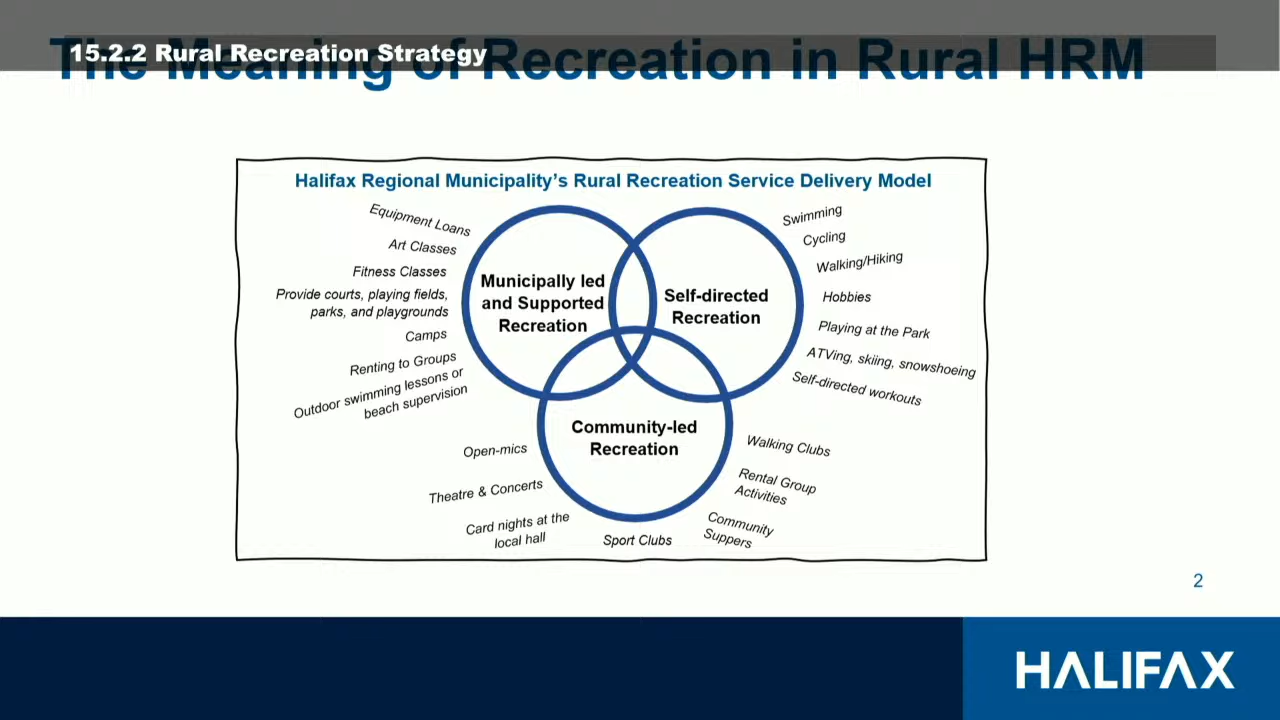 15.2.2 Rural Recreation Strategy
The Meaning of Recreation in Rural HRM
Halifax Regional Municipality's Rural Recreation Service Delivery Model
Equipment Loans
Art Classes
Fitness Classes
Provide courts, playing fields,
parks, and playgrounds
Camps
Renting to Groups
Outdoor swimming lessons or
beach supervision
Municipally led
and Supported
Recreation
Self-directed
Recreation
Swimming
Cycling
Walking/Hiking
Hobbies
Playing at the Park
ATVing, skiing, snowshoeing
Self-directed workouts
Community-led
Recreation
Open-mics
Theatre & Concerts
Card nights at the
local hall
Sport Clubs
Walking Clubs
Rental Group
Activities
Community
Suppers
2
HALIFAX